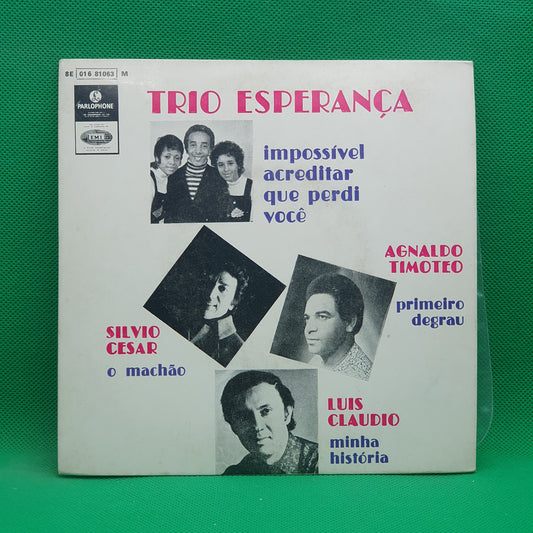 8E 016 81063 M
PARLOPHONE
EMI
TRIO ESPERANÇA
impossível
acreditar
que perdi
você
AGNALDO
TIMOTEO
primeiro
degrau
SILVIO
CESAR
o machão
LUIS
CLAUDIO
minha
história